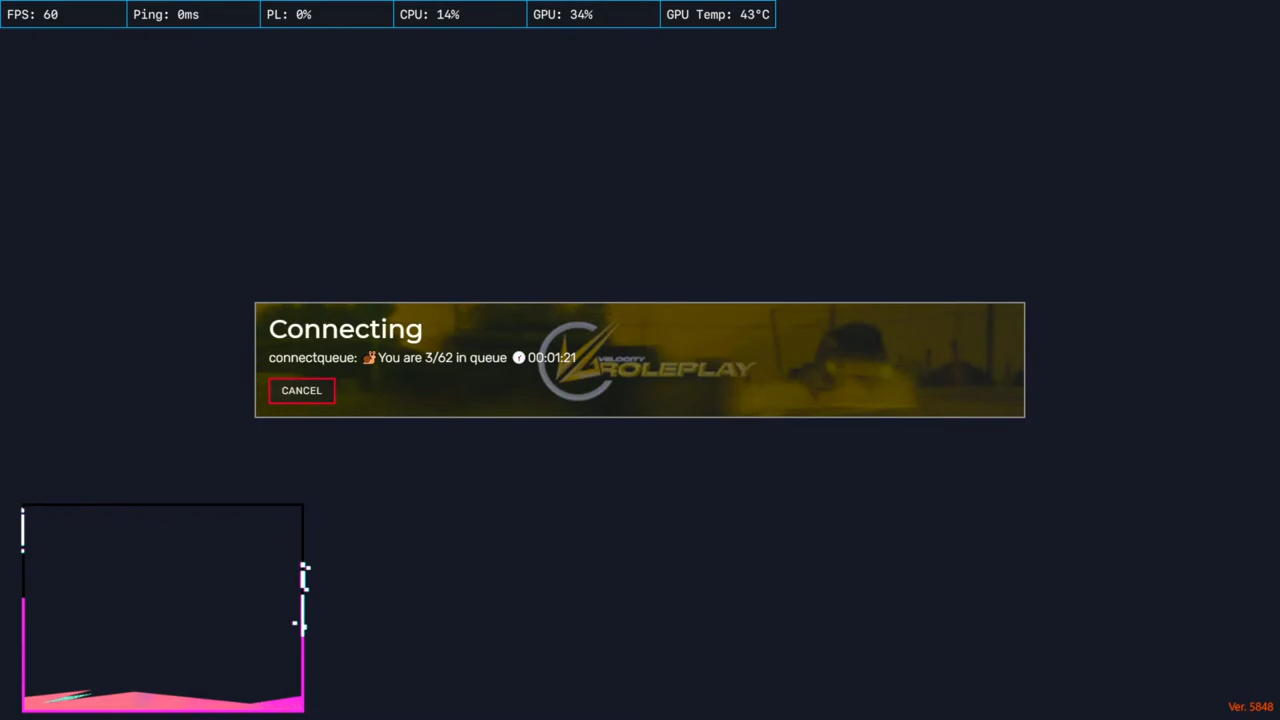 FPS: 60 Ping: 0ms PL: 0% CPU: 14% GPU: 34% GPU Temp: 43°C
Connecting
connectqueue: 🐌You are 3/62 in queue 🕜00:01:21
VELOCITY
ROLEPLAY
CANCEL
Ver. 5848